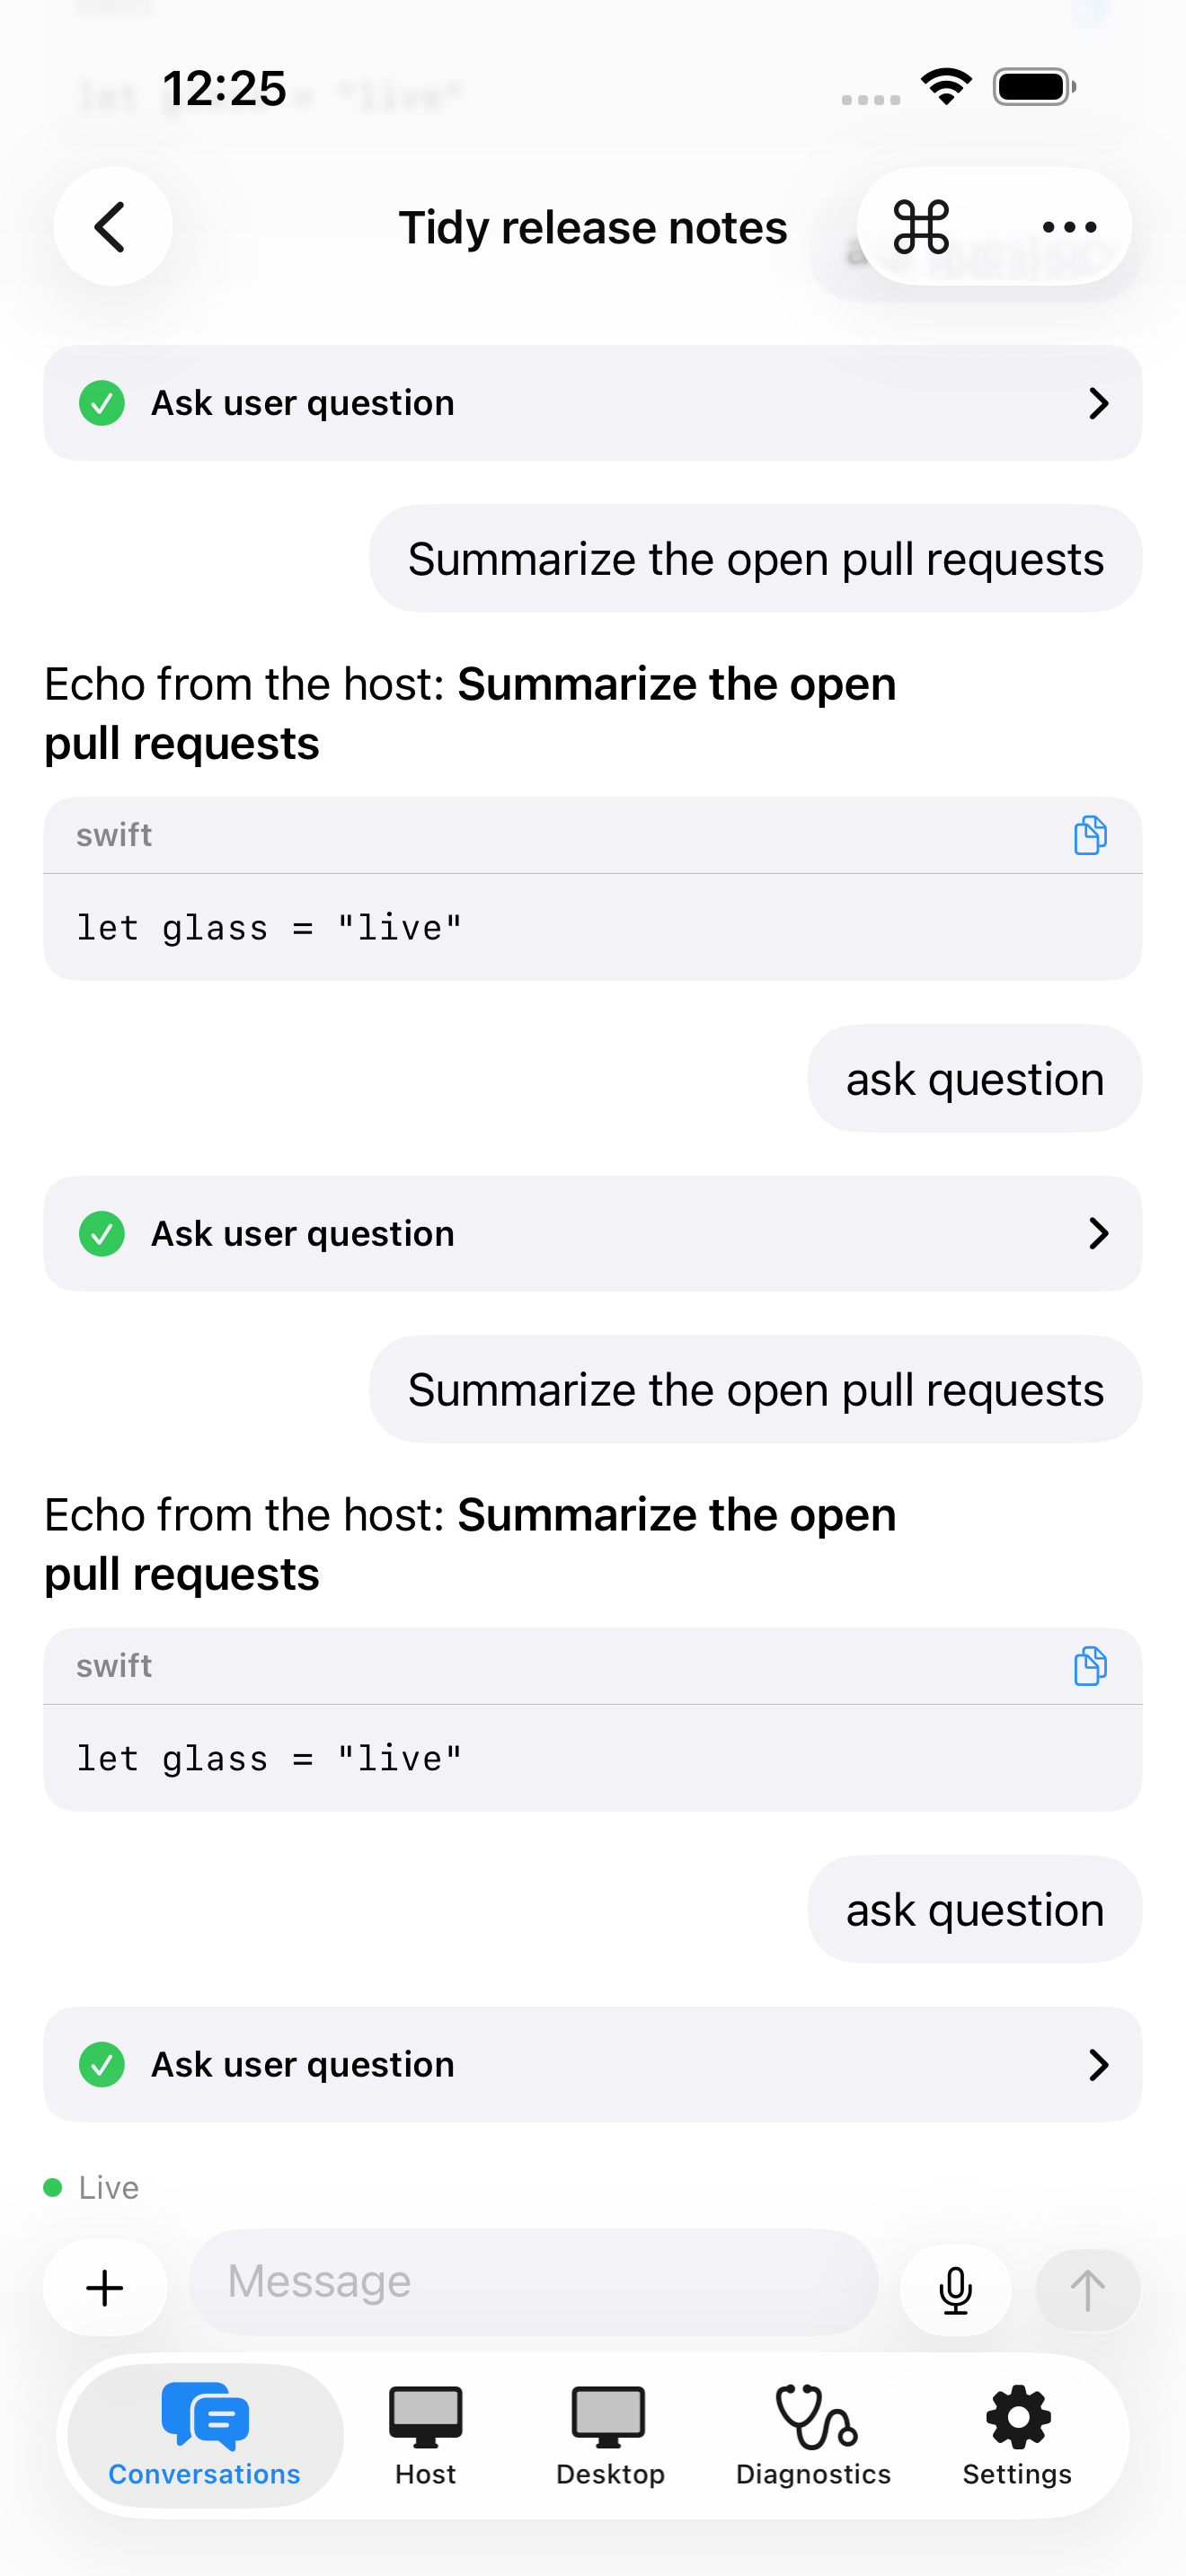 let g = "live"
12:25
Tidy release notes
Ask user question
Summarize the open pull requests
Echo from the host: Summarize the open
pull requests
swift
let glass = "live"
ask question
Ask user question
Summarize the open pull requests
Echo from the host: Summarize the open
pull requests
swift
let glass = "live"
ask question
Ask user question
Live
Message
Conversations
Host
Desktop
Diagnostics
Settings